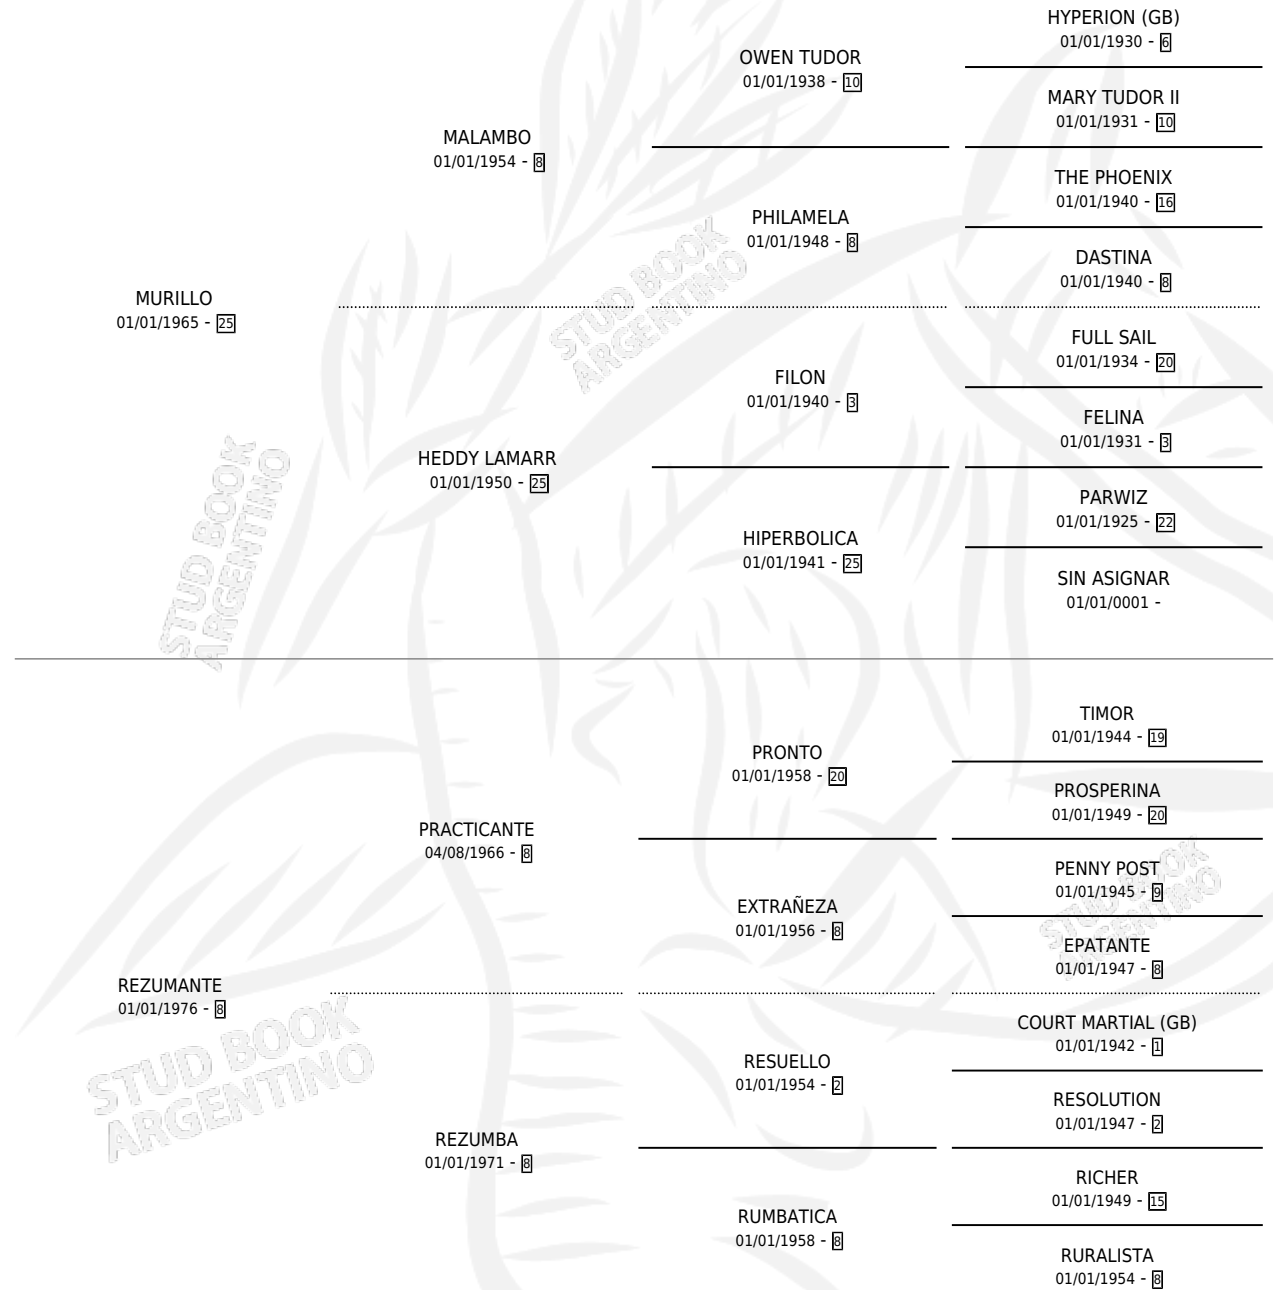 HYPERION (GB)
01/01/1930 - 6
OWEN TUDOR
01/01/1938 - 10
MARY TUDOR II
01/01/1931 - 10
MALAMBO
01/01/1954 - 8
THE PHOENIX
01/01/1940 - 16
PHILAMELA
01/01/1948 - 8
DASTINA
01/01/1940 - 8
MURILLO
01/01/1965 - 25
FULL SAIL
01/01/1934 - 20
FILON
01/01/1940 - 3
FELINA
01/01/1931 - 3
HEDDY LAMARR
01/01/1950 - 25
PARWIZ
01/01/1925 - 22
HIPERBOLICA
01/01/1941 - 25
SIN ASIGNAR
01/01/0001 -
TIMOR
01/01/1944 - 19
PRONTO
01/01/1958 - 20
PROSPERINA
01/01/1949 - 20
PRACTICANTE
04/08/1966 - 8
PENNY POST
01/01/1945 - 9
EXTRAÑEZA
01/01/1956 - 8
EPATANTE
01/01/1947 - 8
REZUMANTE
01/01/1976 - 8
COURT MARTIAL (GB)
01/01/1942 - 1
RESUELLO
01/01/1954 - 2
RESOLUTION
01/01/1947 - 2
REZUMBA
01/01/1971 - 8
RICHER
01/01/1949 - 15
RUMBATICA
01/01/1958 - 8
RURALISTA
01/01/1954 - 8
STUD BOOK
ARGENTINO
STUD BOOK
ARGENTINO
STUD BOOK
ARGENTINO
STUD BOOK
ARGENTINO